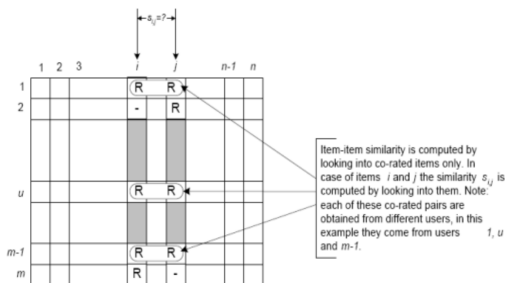 s_{i,j}=?
1 2 3 i j n-1 n
1 R R
2 - R
u R R
m-1 R R
m R -
Item-item similarity is computed by
looking into co-rated items only. In
case of items i and j the similarity s_{i,j} is
computed by looking into them. Note:
each of these co-rated pairs are
obtained from different users, in this
example they come from users 1, u
and m-1.